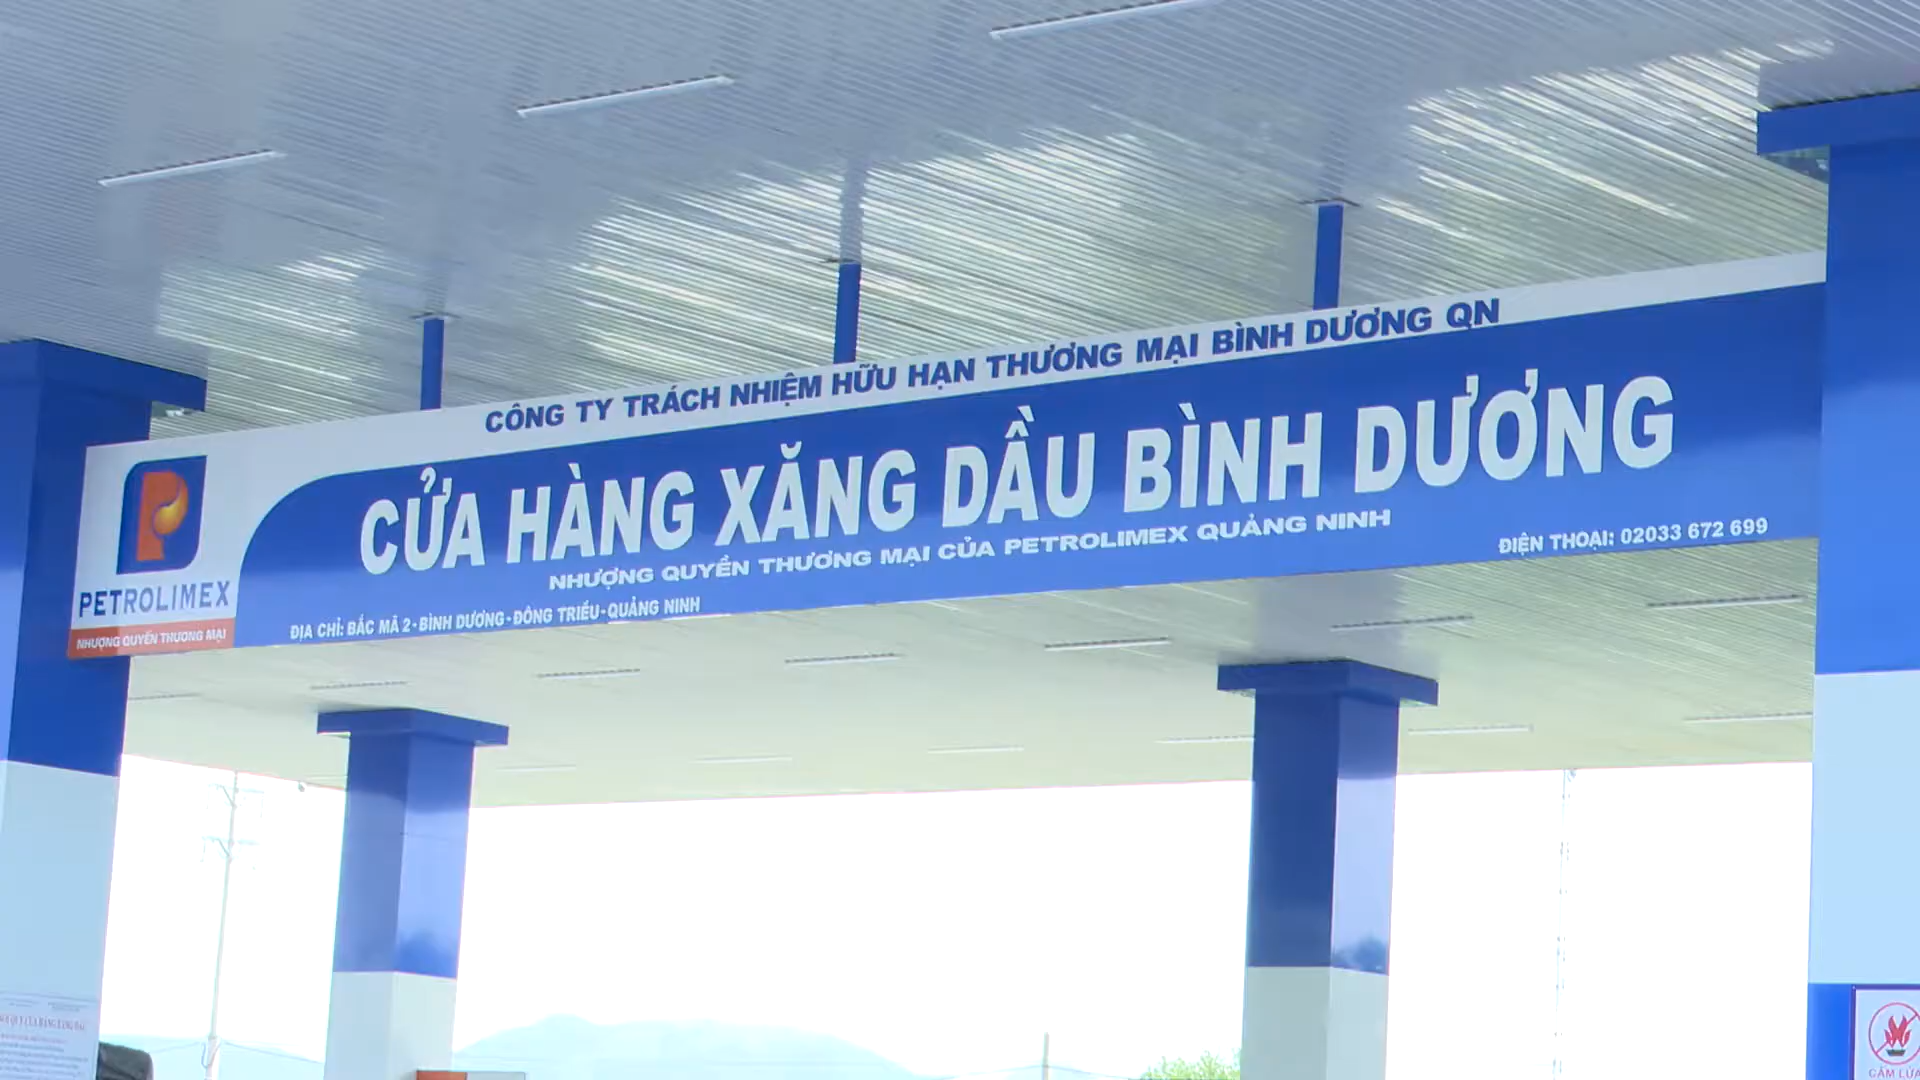 CÔNG TY TRÁCH NHIỆM HỮU HẠN THƯƠNG MẠI BÌNH DƯƠNG QN
CỬA HÀNG XĂNG DẦU BÌNH DƯƠNG
NHƯỢNG QUYỀN THƯƠNG MẠI CỦA PETROLIMEX QUẢNG NINH
ĐIỆN THOẠI: 02033 672 699
ĐỊA CHỈ: BẮC MÃ 2 - BÌNH DƯƠNG - ĐÔNG TRIỀU - QUẢNG NINH
PETROLIMEX
NHƯỢNG QUYỀN THƯƠNG MẠI
CẤM LỬA